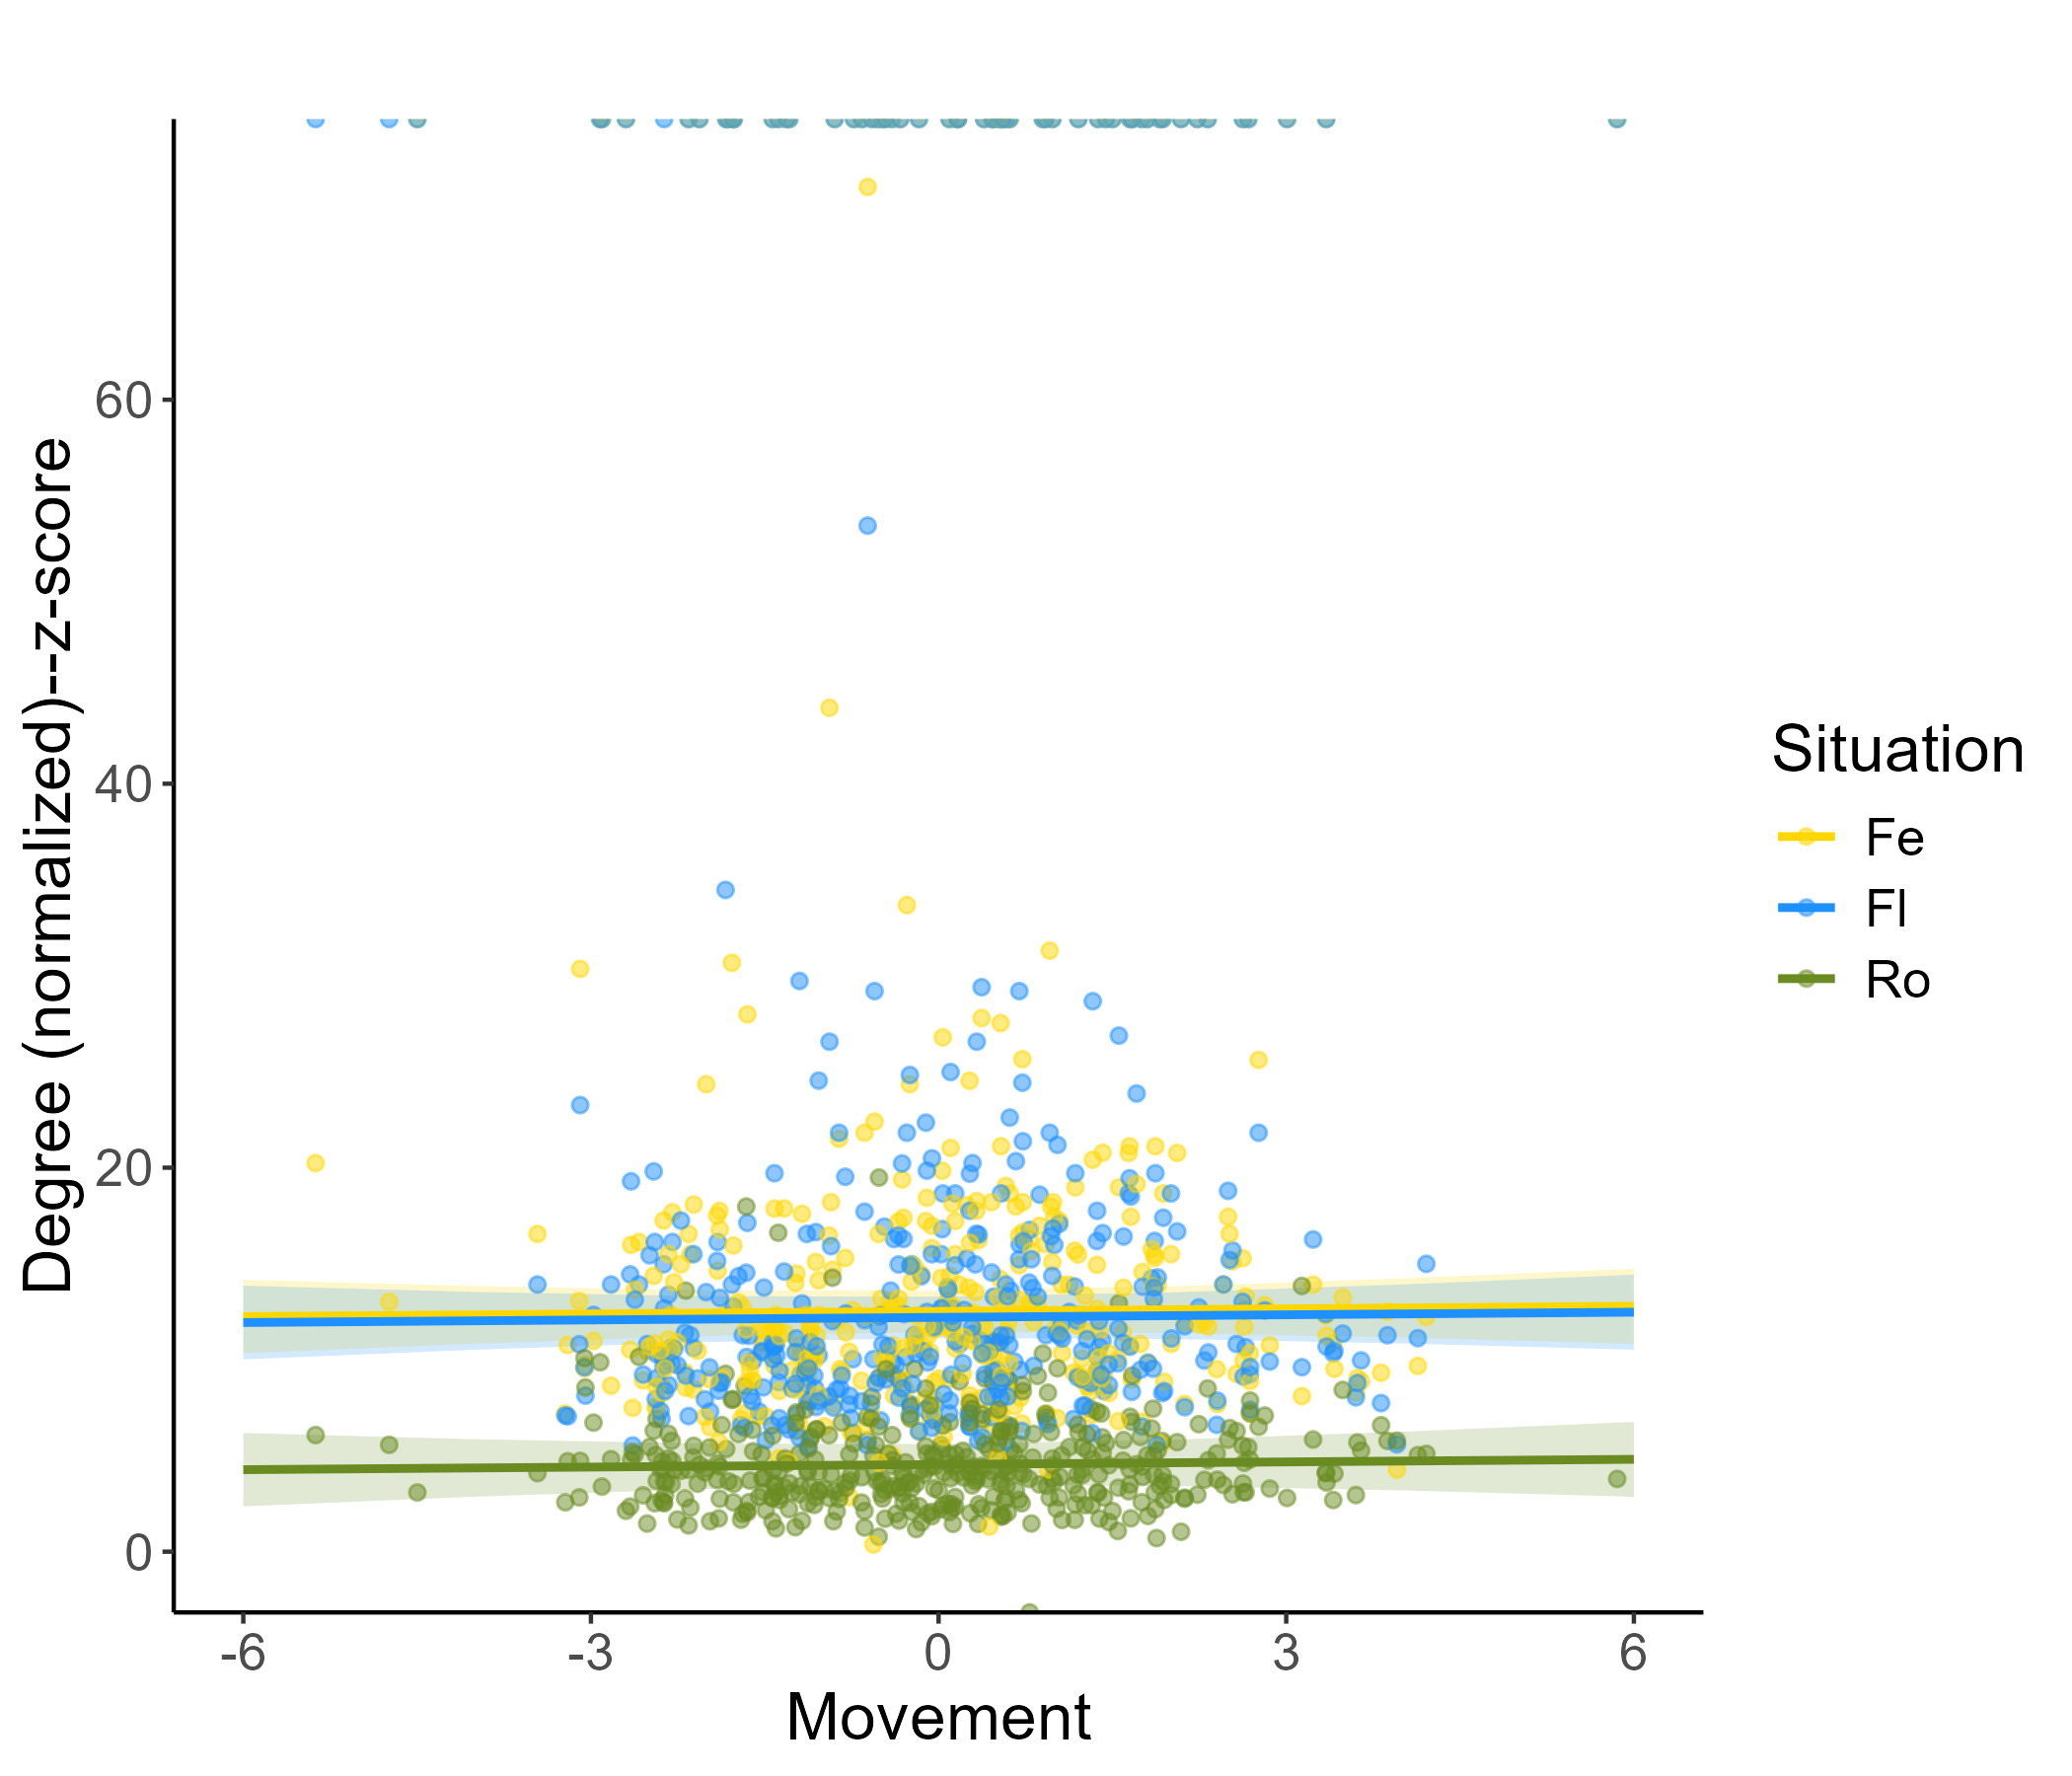 Degree (normalized)--z-score
60
40
20
0
-6
-3
0
3
6
Movement
Situation
Fe
Fl
Ro